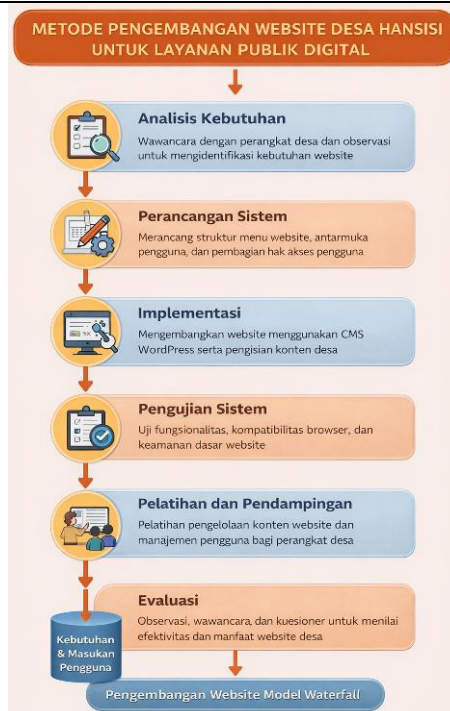 METODE PENGEMBANGAN WEBSITE DESA HANSISI
UNTUK LAYANAN PUBLIK DIGITAL
Analisis Kebutuhan
Wawancara dengan perangkat desa dan observasi
untuk mengidentifikasi kebutuhan website
Perancangan Sistem
Merancang struktur menu website, antarmuka
pengguna, dan pembagian hak akses pengguna
Implementasi
Mengembangkan website menggunakan CMS
WordPress serta pengisian konten desa
Pengujian Sistem
Uji fungsionalitas, kompatibilitas browser, dan
keamanan dasar website
Pelatihan dan Pendampingan
Pelatihan pengelolaan konten website dan
manajemen pengguna bagi perangkat desa
Evaluasi
Observasi, wawancara, dan kuesioner untuk menilai
efektivitas dan manfaat website desa
Kebutuhan
& Masukan
Pengguna
Pengembangan Website Model Waterfall